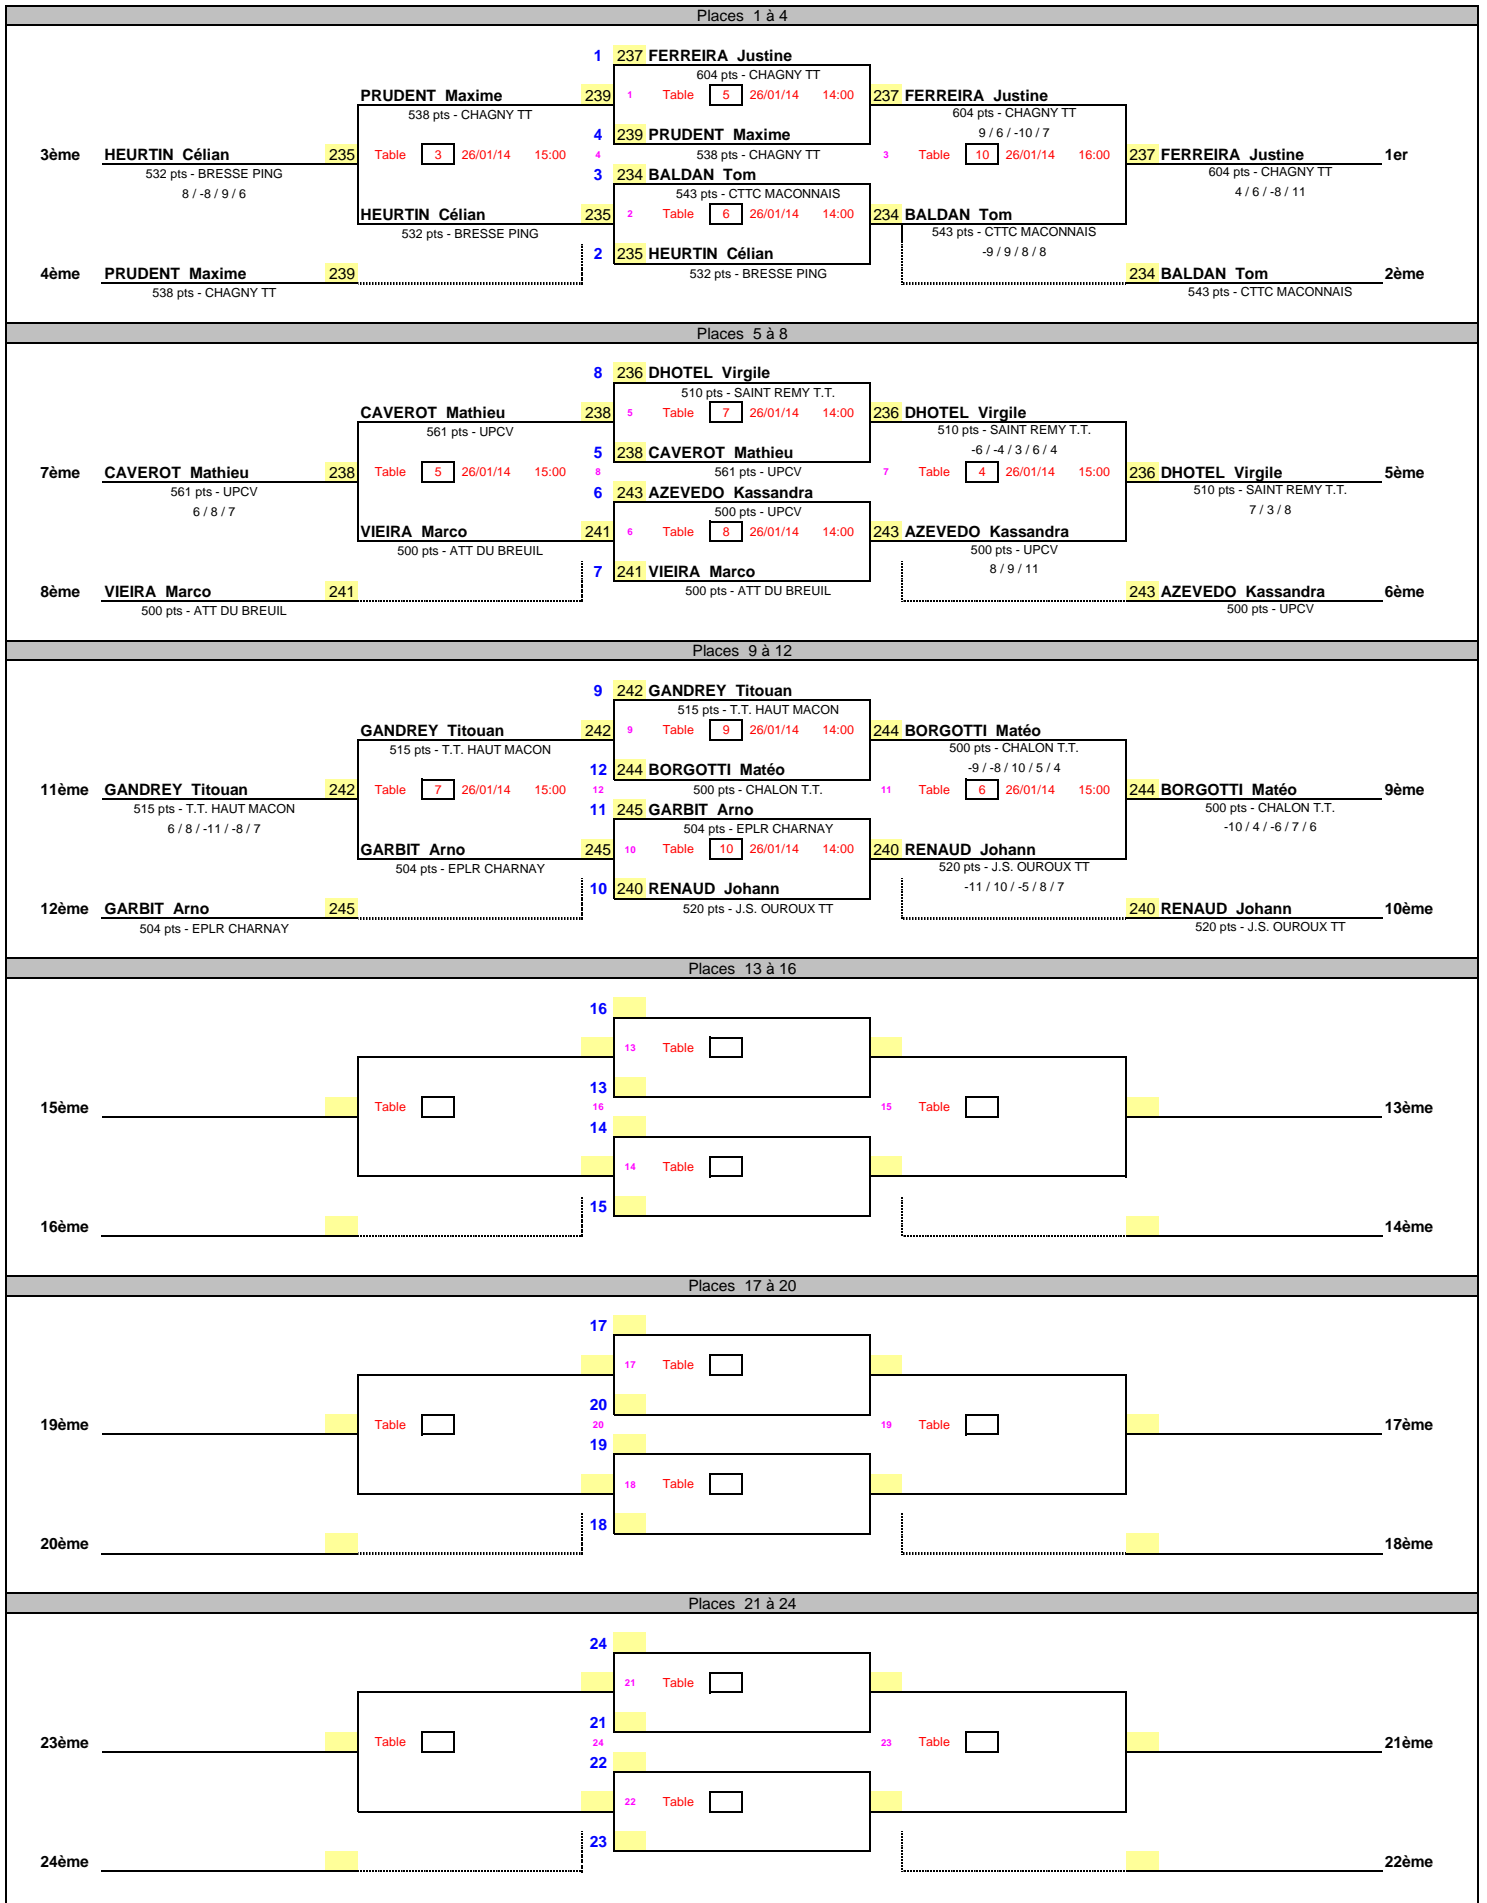 Places 1 à 4
1 237 FERREIRA Justine
604 pts - CHAGNY TT
PRUDENT Maxime 239 1 Table 5 26/01/14 14:00 237 FERREIRA Justine
538 pts - CHAGNY TT 604 pts - CHAGNY TT
4 239 PRUDENT Maxime 9 / 6 / -10 / 7
3ème HEURTIN Célian 235 Table 3 26/01/14 15:00 4 538 pts - CHAGNY TT 3 Table 10 26/01/14 16:00 237 FERREIRA Justine 1er
532 pts - BRESSE PING 3 234 BALDAN Tom 604 pts - CHAGNY TT
8 / -8 / 9 / 6 543 pts - CTTC MACONNAIS 4 / 6 / -8 / 11
HEURTIN Célian 235 2 Table 6 26/01/14 14:00 234 BALDAN Tom
532 pts - BRESSE PING 543 pts - CTTC MACONNAIS
2 235 HEURTIN Célian -9 / 9 / 8 / 8
4ème PRUDENT Maxime 239 532 pts - BRESSE PING 234 BALDAN Tom 2ème
538 pts - CHAGNY TT 543 pts - CTTC MACONNAIS
Places 5 à 8
8 236 DHOTEL Virgile
510 pts - SAINT REMY T.T.
CAVEROT Mathieu 238 5 Table 7 26/01/14 14:00 236 DHOTEL Virgile
561 pts - UPCV 510 pts - SAINT REMY T.T.
5 238 CAVEROT Mathieu -6 / -4 / 3 / 6 / 4
7ème CAVEROT Mathieu 238 Table 5 26/01/14 15:00 8 561 pts - UPCV 7 Table 4 26/01/14 15:00 236 DHOTEL Virgile 5ème
561 pts - UPCV 6 243 AZEVEDO Kassandra 510 pts - SAINT REMY T.T.
6 / 8 / 7 500 pts - UPCV 7 / 3 / 8
VIEIRA Marco 241 6 Table 8 26/01/14 14:00 243 AZEVEDO Kassandra
500 pts - ATT DU BREUIL 500 pts - UPCV
7 241 VIEIRA Marco 8 / 9 / 11
8ème VIEIRA Marco 241 500 pts - ATT DU BREUIL 243 AZEVEDO Kassandra 6ème
500 pts - ATT DU BREUIL 500 pts - UPCV
Places 9 à 12
9 242 GANDREY Titouan
515 pts - T.T. HAUT MACON
GANDREY Titouan 242 9 Table 9 26/01/14 14:00 244 BORGOTTI Matéo
515 pts - T.T. HAUT MACON 500 pts - CHALON T.T.
12 244 BORGOTTI Matéo -9 / -8 / 10 / 5 / 4
11ème GANDREY Titouan 242 Table 7 26/01/14 15:00 12 500 pts - CHALON T.T. 11 Table 6 26/01/14 15:00 244 BORGOTTI Matéo 9ème
515 pts - T.T. HAUT MACON 11 245 GARBIT Arno 500 pts - CHALON T.T.
6 / 8 / -11 / -8 / 7 504 pts - EPLR CHARNAY -10 / 4 / -6 / 7 / 6
GARBIT Arno 245 10 Table 10 26/01/14 14:00 240 RENAUD Johann
504 pts - EPLR CHARNAY 520 pts - J.S. OUROUX TT
10 240 RENAUD Johann -11 / 10 / -5 / 8 / 7
12ème GARBIT Arno 245 520 pts - J.S. OUROUX TT 240 RENAUD Johann 10ème
504 pts - EPLR CHARNAY 520 pts - J.S. OUROUX TT
Places 13 à 16
16
13 Table
13
15ème Table 16 15 Table 13ème
14
14 Table
15
16ème 14ème
Places 17 à 20
17
17 Table
20
19ème Table 20 19 Table 17ème
19
18 Table
18
20ème 18ème
Places 21 à 24
24
21 Table
21
23ème Table 24 23 Table 21ème
22
22 Table
23
24ème 22ème